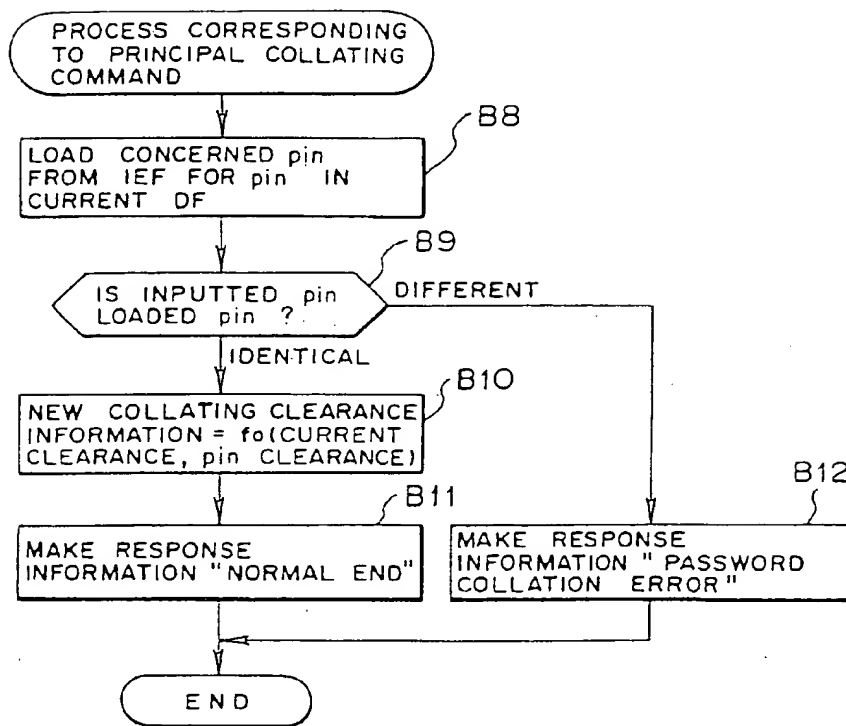 PROCESS CORRESPONDING
TO PRINCIPAL COLLATING
COMMAND
B8
LOAD CONCERNED pin
FROM IEF FOR pin IN
CURRENT DF
B9
IS INPUTTED pin
LOADED pin ?
DIFFERENT
IDENTICAL
B10
NEW COLLATING CLEARANCE
INFORMATION = fo(CURRENT
CLEARANCE, pin CLEARANCE)
B11
MAKE RESPONSE
INFORMATION "NORMAL END"
B12
MAKE RESPONSE
INFORMATION "PASSWORD
COLLATION ERROR"
END